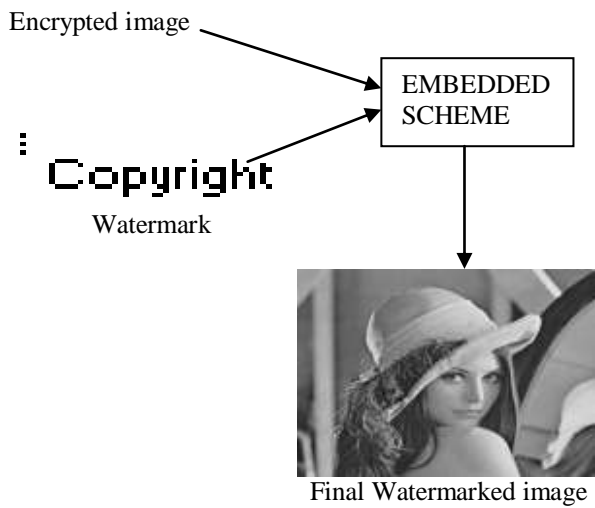 Encrypted image
EMBEDDED
SCHEME
Copyright
Watermark
Final Watermarked image